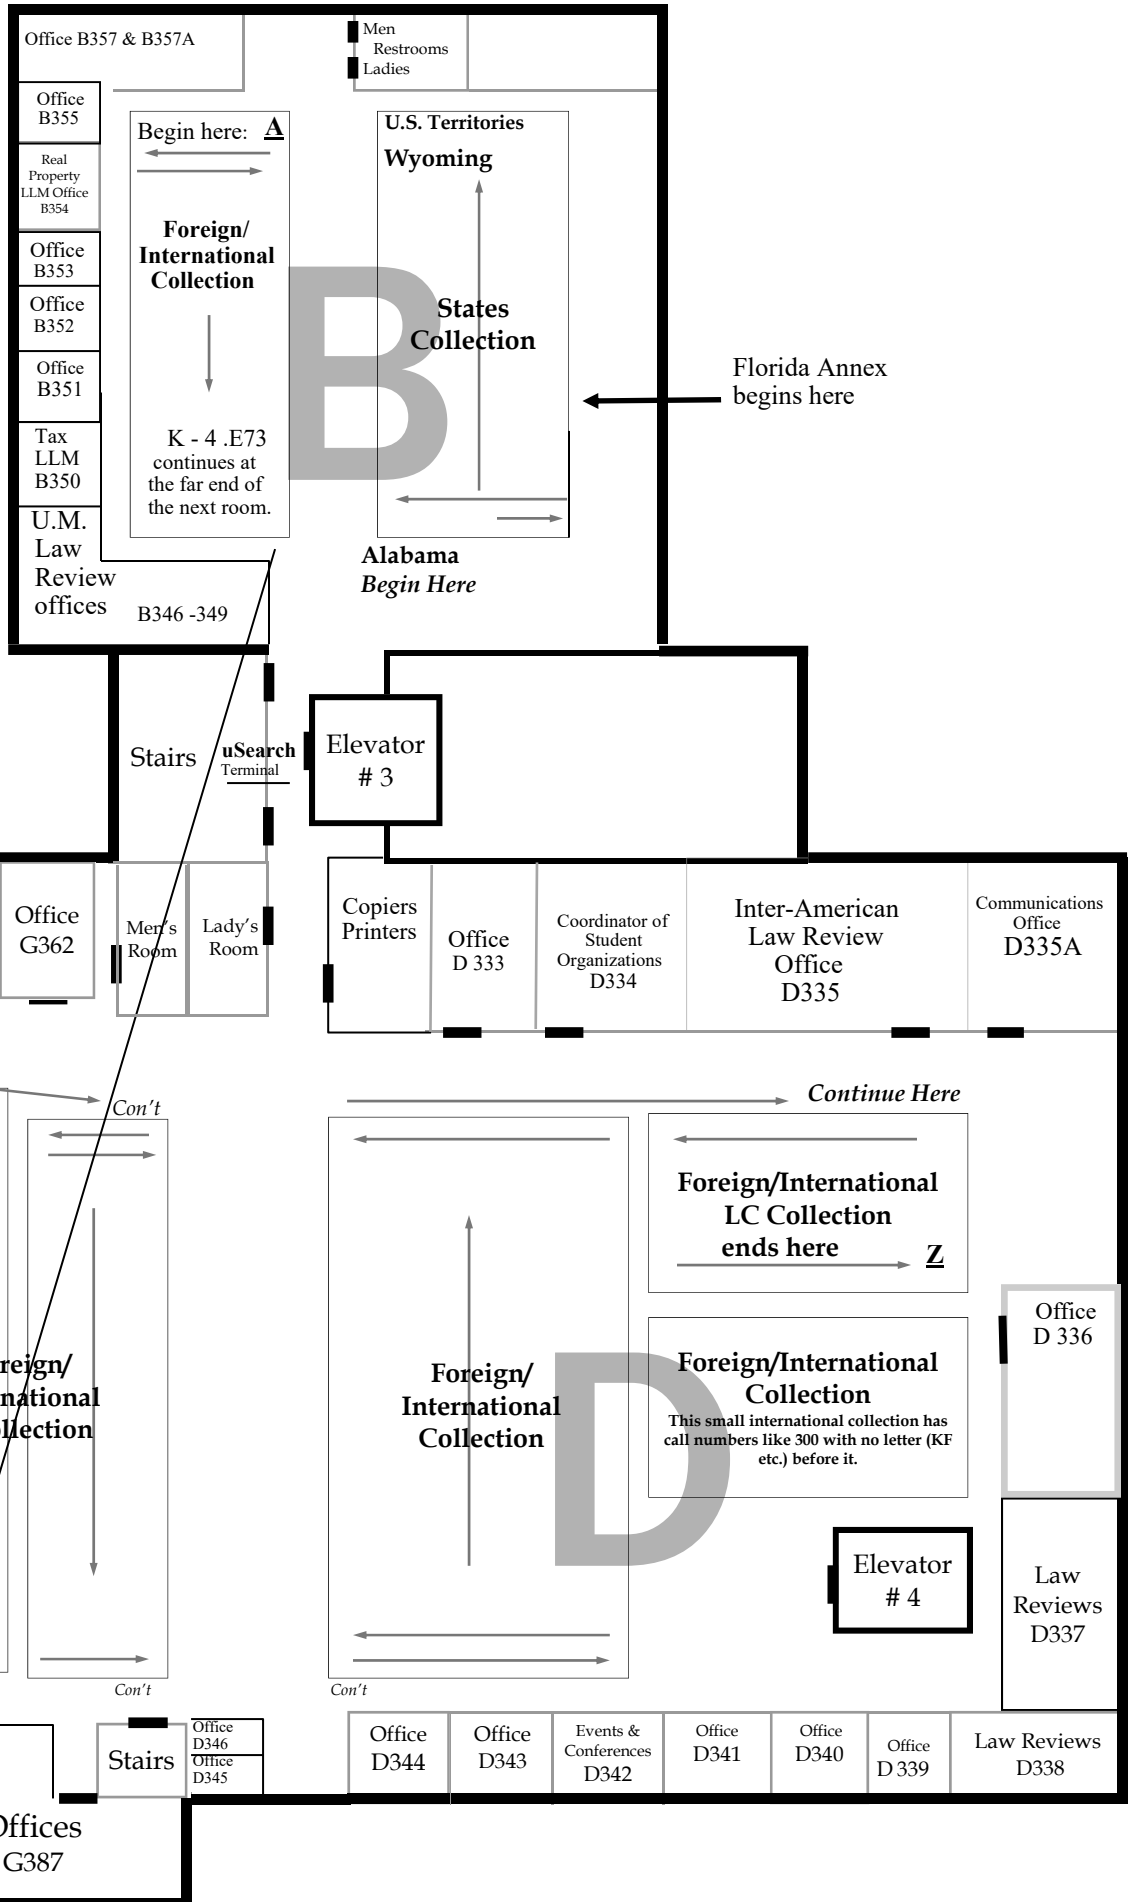 Office B357 & B357A
Men
Restrooms
Ladies
Office
B355
Real
Property
LLM Office
B354
Office
B353
Office
B352
Office
B351
Tax
LLM
B350
U.M.
Law
Review
offices
B346 -349
Begin here: A
Foreign/
International
Collection
K - 4 .E73
continues at
the far end of
the next room.
B
U.S. Territories
Wyoming
States
Collection
Alabama
Begin Here
Florida Annex
begins here
Stairs
uSearch
Terminal
Elevator
# 3
Office
G362
Men's
Room
Lady's
Room
Copiers
Printers
Office
D 333
Coordinator of
Student
Organizations
D334
Inter-American
Law Review
Office
D335
Communications
Office
D335A
Con't
Continue Here
reign/
national
llection
Con't
Foreign/
International
Collection
Con't
D
Foreign/International
LC Collection
ends here
Z
Foreign/International
Collection
This small international collection has
call numbers like 300 with no letter (KF
etc.) before it.
Office
D 336
Elevator
# 4
Law
Reviews
D337
Stairs
Office
D346
Office
D345
Office
D344
Office
D343
Events &
Conferences
D342
Office
D341
Office
D340
Office
D 339
Law Reviews
D338
Offices
G387